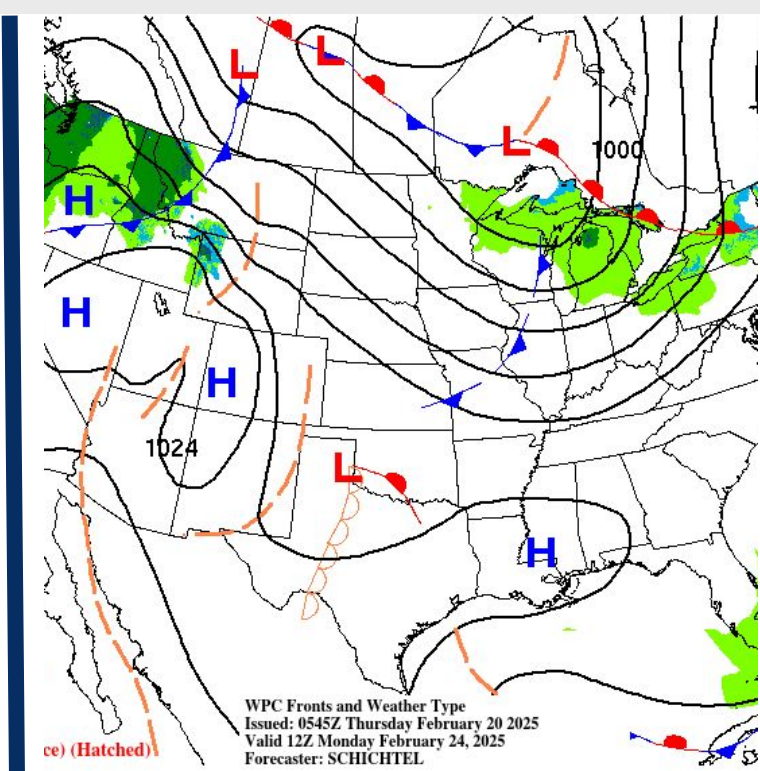 L
L
L
1000
H
H
H
1024
L
H
WPC Fronts and Weather Type
Issued: 0545Z Thursday February 20 2025
Valid 12Z Monday February 24, 2025
Forecaster: SCHICHTEL
ce) (Hatched)